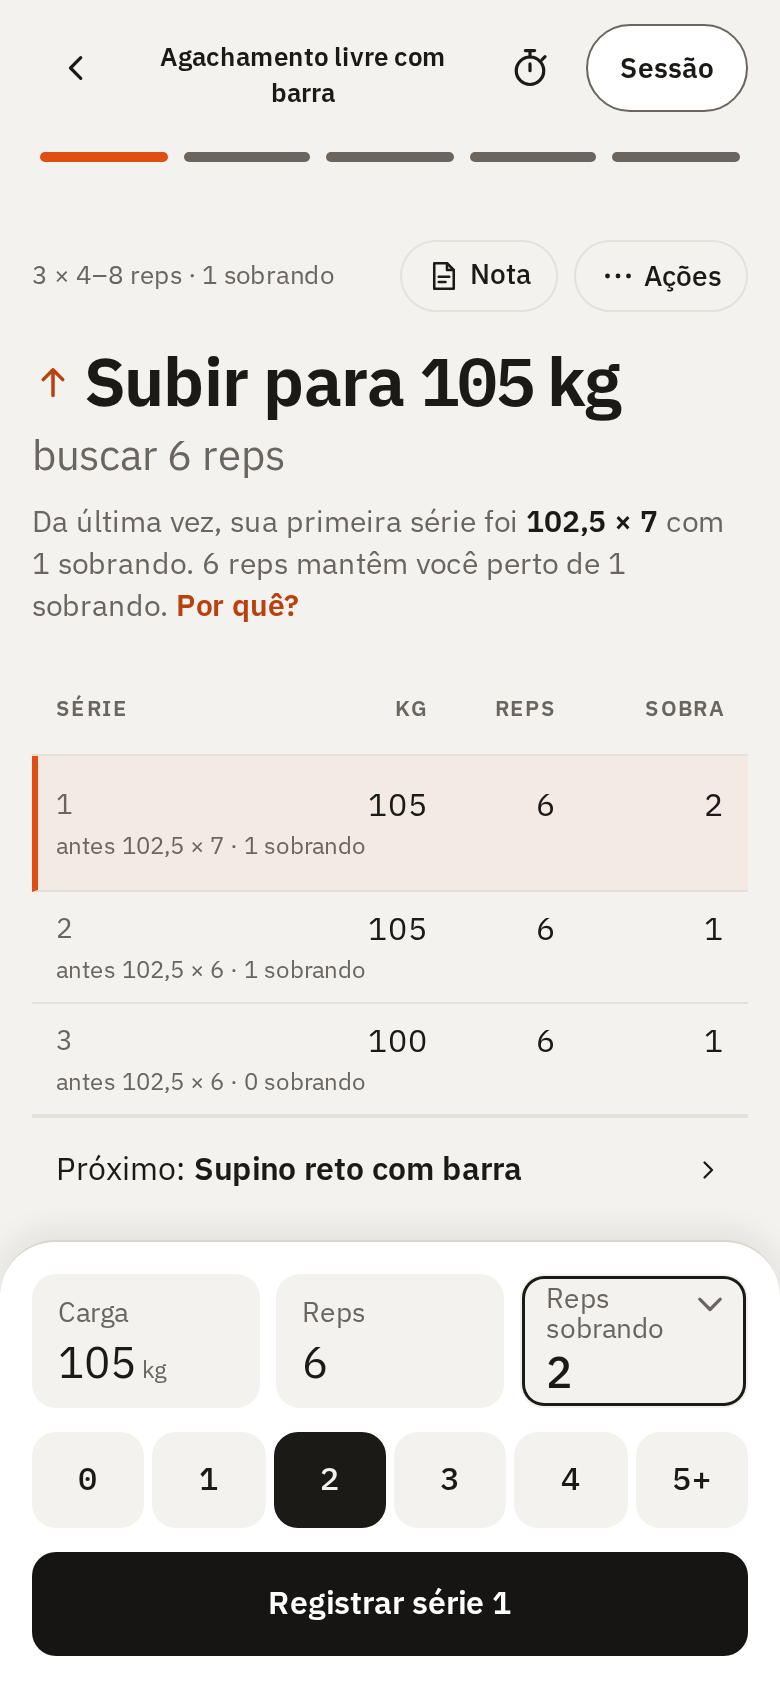 Agachamento livre com
barra
Sessão
3 × 4–8 reps · 1 sobrando
Nota
Ações
Subir para 105 kg
buscar 6 reps
Da última vez, sua primeira série foi 102,5 × 7 com
1 sobrando. 6 reps mantêm você perto de 1
sobrando. Por quê?
SÉRIE KG REPS SOBRA
1 105 6 2
antes 102,5 × 7 · 1 sobrando
2 105 6 1
antes 102,5 × 6 · 1 sobrando
3 100 6 1
antes 102,5 × 6 · 0 sobrando
Próximo: Supino reto com barra
Carga
105 kg
Reps
6
Reps
sobrando
2
0 1 2 3 4 5+
Registrar série 1